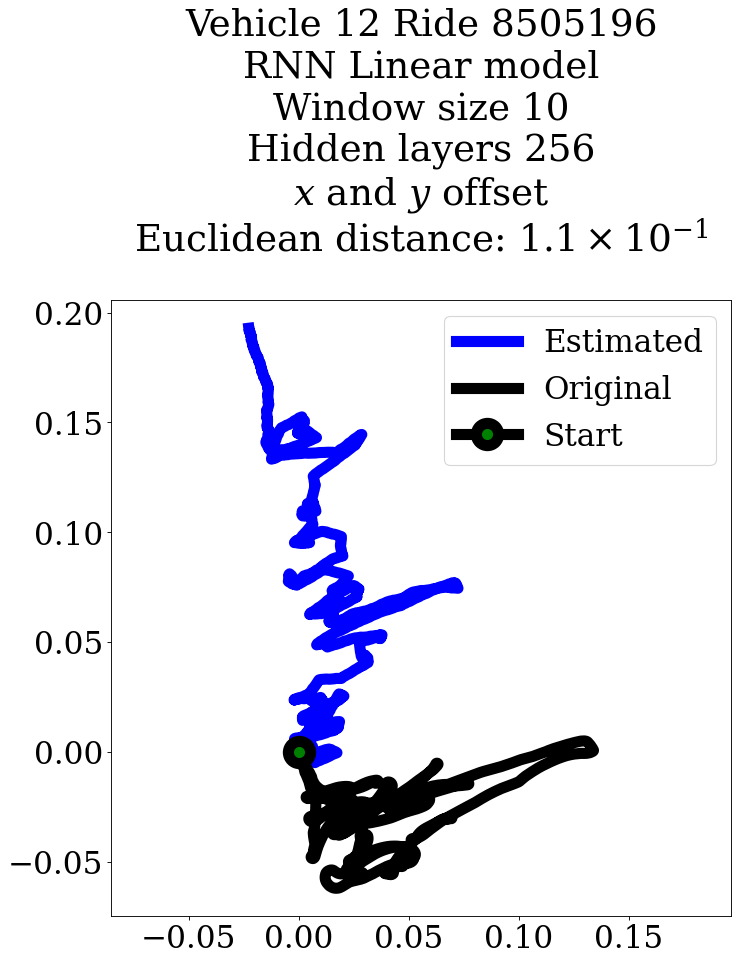 Vehicle 12 Ride 8505196
RNN Linear model
Window size 10
Hidden layers 256
x and y offset
Euclidean distance: 1.1 × 10⁻¹
0.20
0.15
0.10
0.05
0.00
−0.05
Estimated
Original
Start
−0.05 0.00 0.05 0.10 0.15